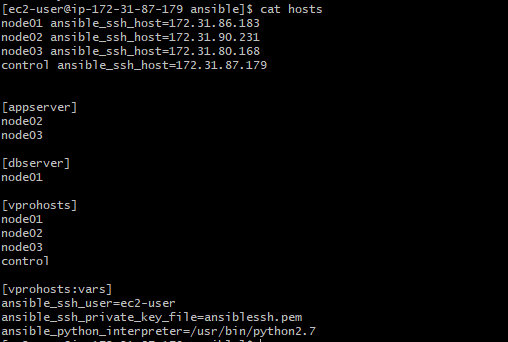 [ec2-user@ip-172-31-87-179 ansible]$ cat hosts
node01 ansible_ssh_host=172.31.86.183
node02 ansible_ssh_host=172.31.90.231
node03 ansible_ssh_host=172.31.80.168
control ansible_ssh_host=172.31.87.179
[appserver]
node02
node03
[dbserver]
node01
[vprohosts]
node01
node02
node03
control
[vprohosts:vars]
ansible_ssh_user=ec2-user
ansible_ssh_private_key_file=ansiblessh.pem
ansible_python_interpreter=/usr/bin/python2.7